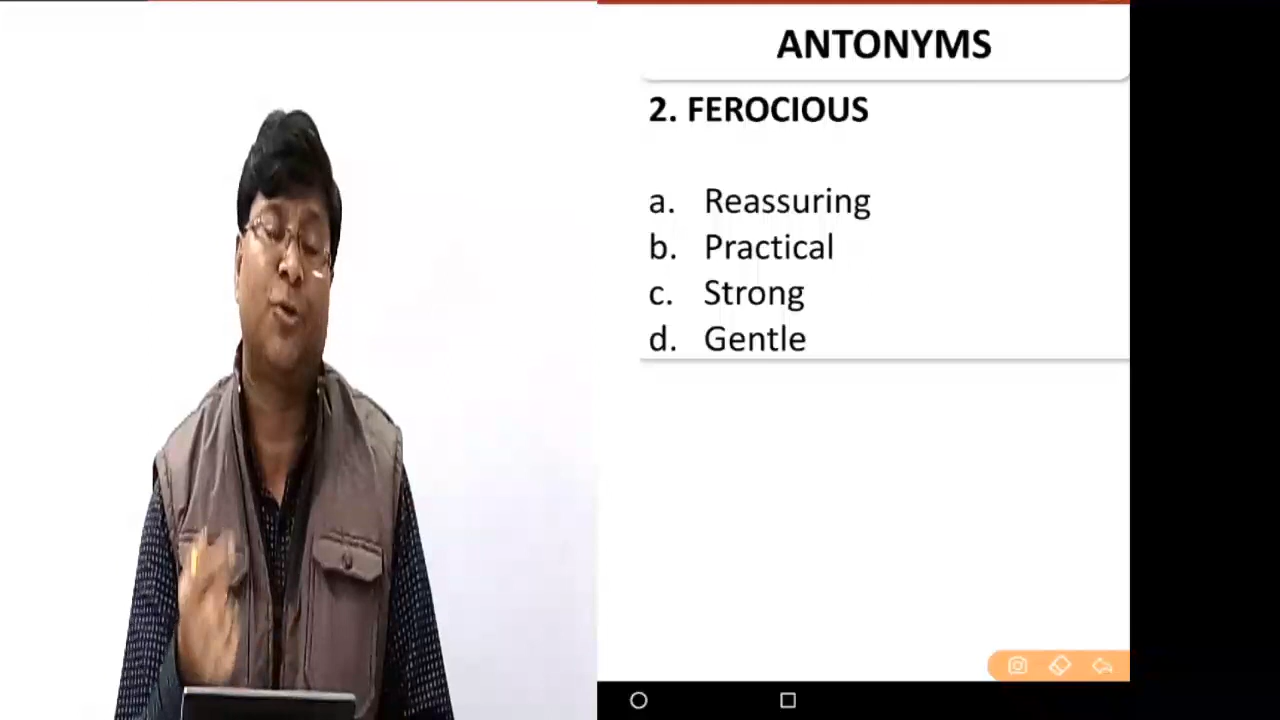 ANTONYMS
2. FEROCIOUS
a. Reassuring
b. Practical
c. Strong
d. Gentle